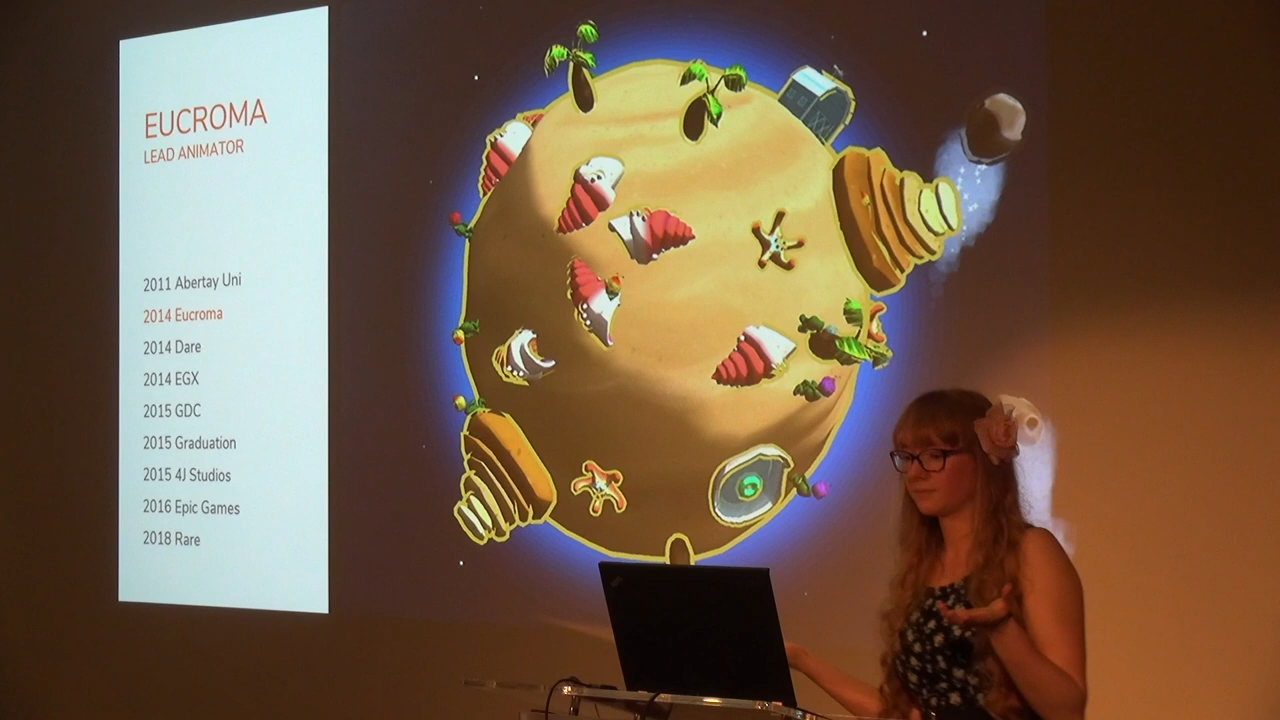 EUCROMA
LEAD ANIMATOR
2011 Abertay Uni
2014 Eucroma
2014 Dare
2014 EGX
2015 GDC
2015 Graduation
2015 4J Studios
2016 Epic Games
2018 Rare